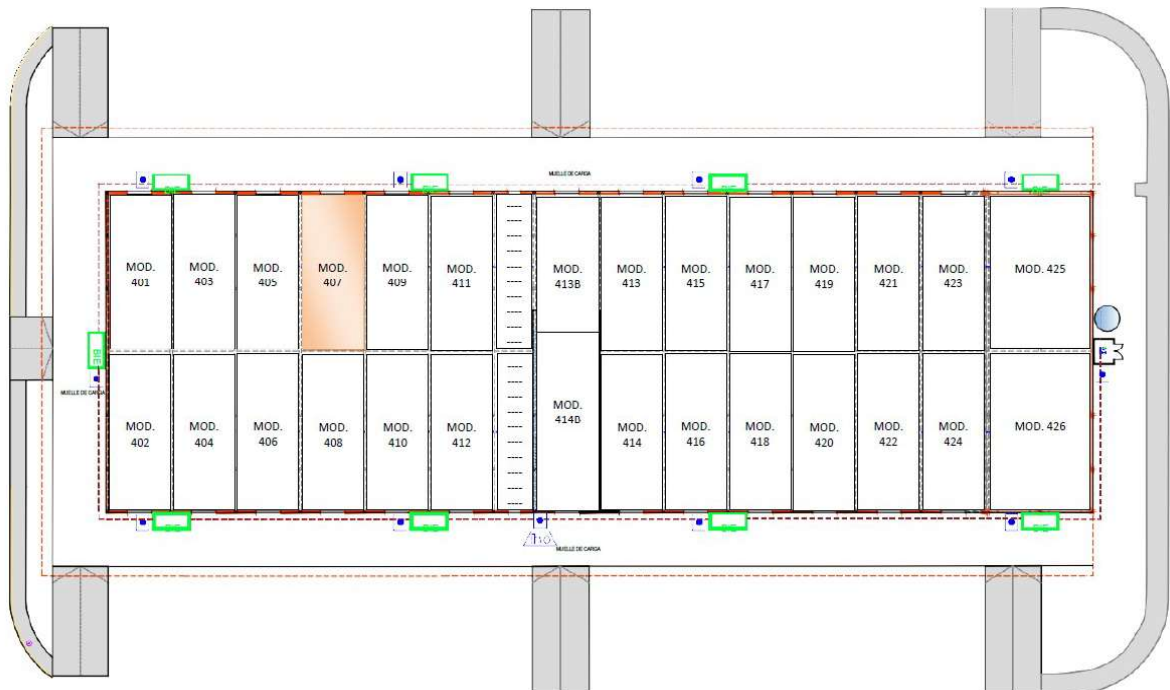 MUELLE DE CARGA
MOD.
401
MOD.
403
MOD.
405
MOD.
407
MOD.
409
MOD.
411
MOD.
413B
MOD.
413
MOD.
415
MOD.
417
MOD.
419
MOD.
421
MOD.
423
MOD. 425
BIE
MUELLE DE CARGA
MOD.
402
MOD.
404
MOD.
406
MOD.
408
MOD.
410
MOD.
412
MOD.
414B
MOD.
414
MOD.
416
MOD.
418
MOD.
420
MOD.
422
MOD.
424
MOD. 426
MUELLE DE CARGA